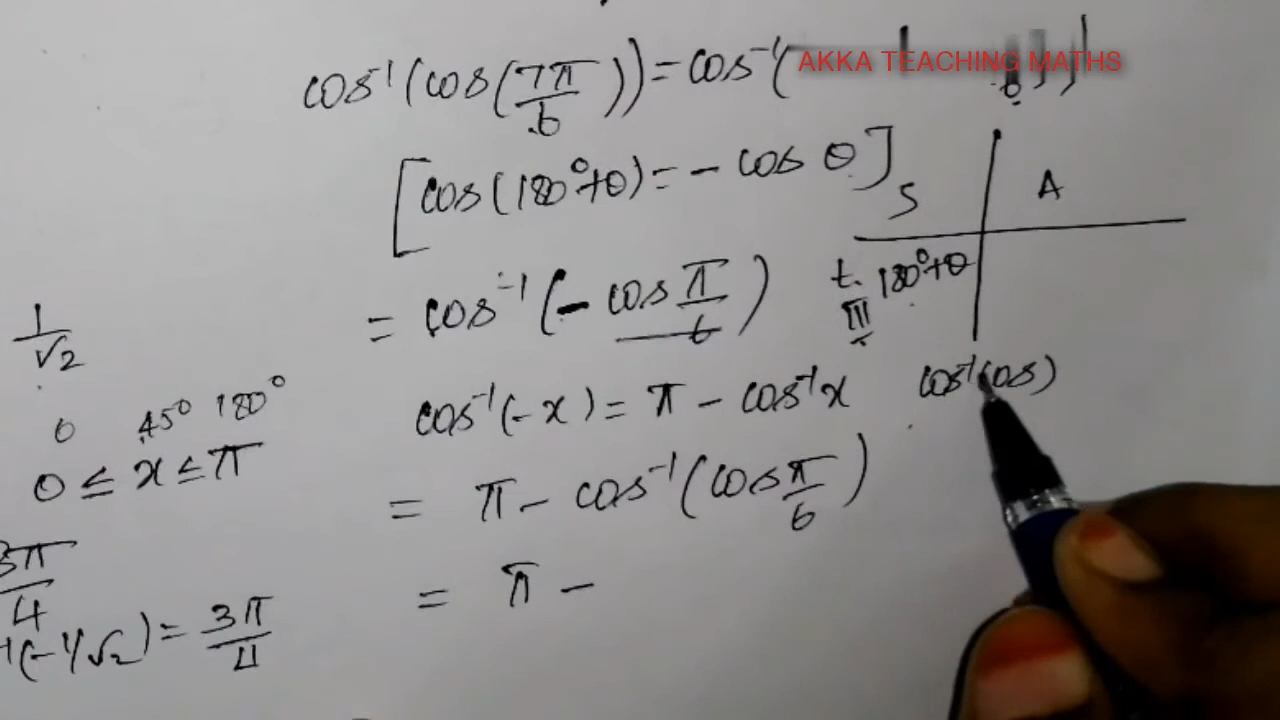 cos⁻¹(cos(7π/6)) = cos⁻¹(
AKKA TEACHING MATHS
[cos(180°+θ) = - cos θ]
S A
= cos⁻¹(- cos π/6)
t. 180°+θ
III
1/√2
cos⁻¹(-x) = π - cos⁻¹x
cos⁻¹(cos)
0 45° 180°
0 ≤ x ≤ π
= π - cos⁻¹(cos π/6)
3π/4
= π -
⁻¹(-1/√2) = 3π/4